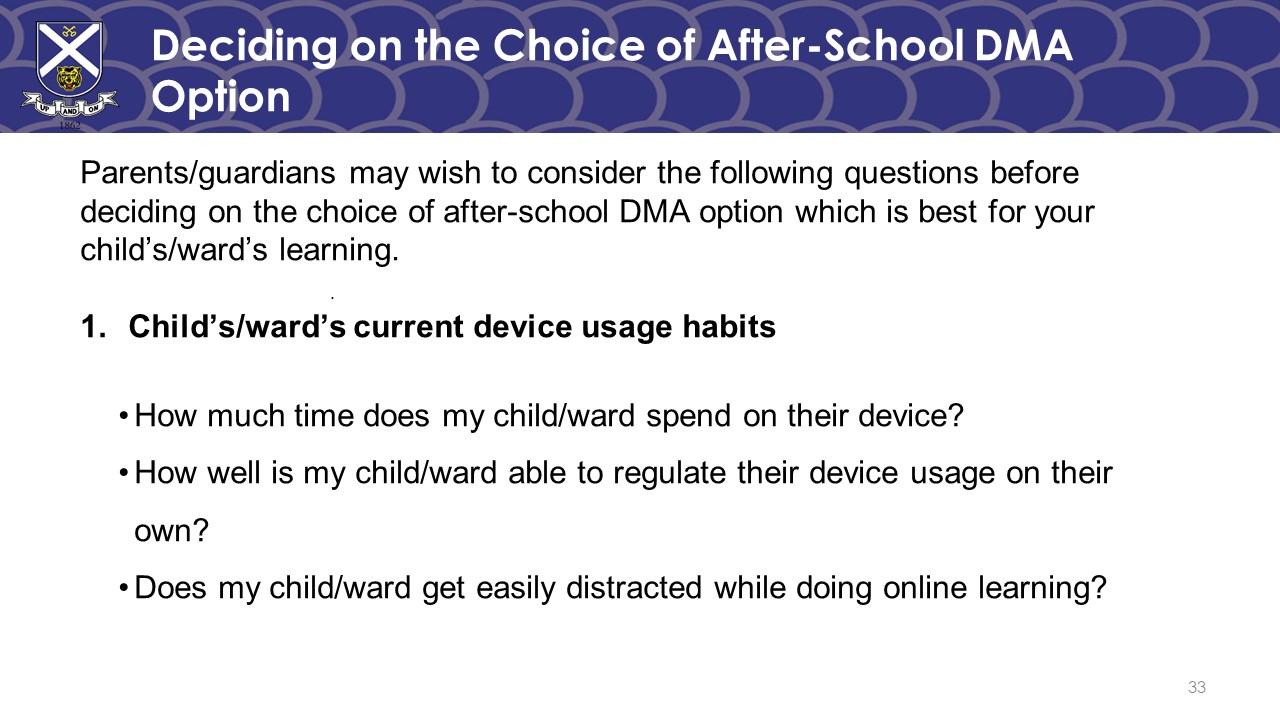 Deciding on the Choice of After-School DMA
Option
UP AND ON
1862
Parents/guardians may wish to consider the following questions before
deciding on the choice of after-school DMA option which is best for your
child’s/ward’s learning.
.
1. Child’s/ward’s current device usage habits
• How much time does my child/ward spend on their device?
• How well is my child/ward able to regulate their device usage on their
own?
• Does my child/ward get easily distracted while doing online learning?
33